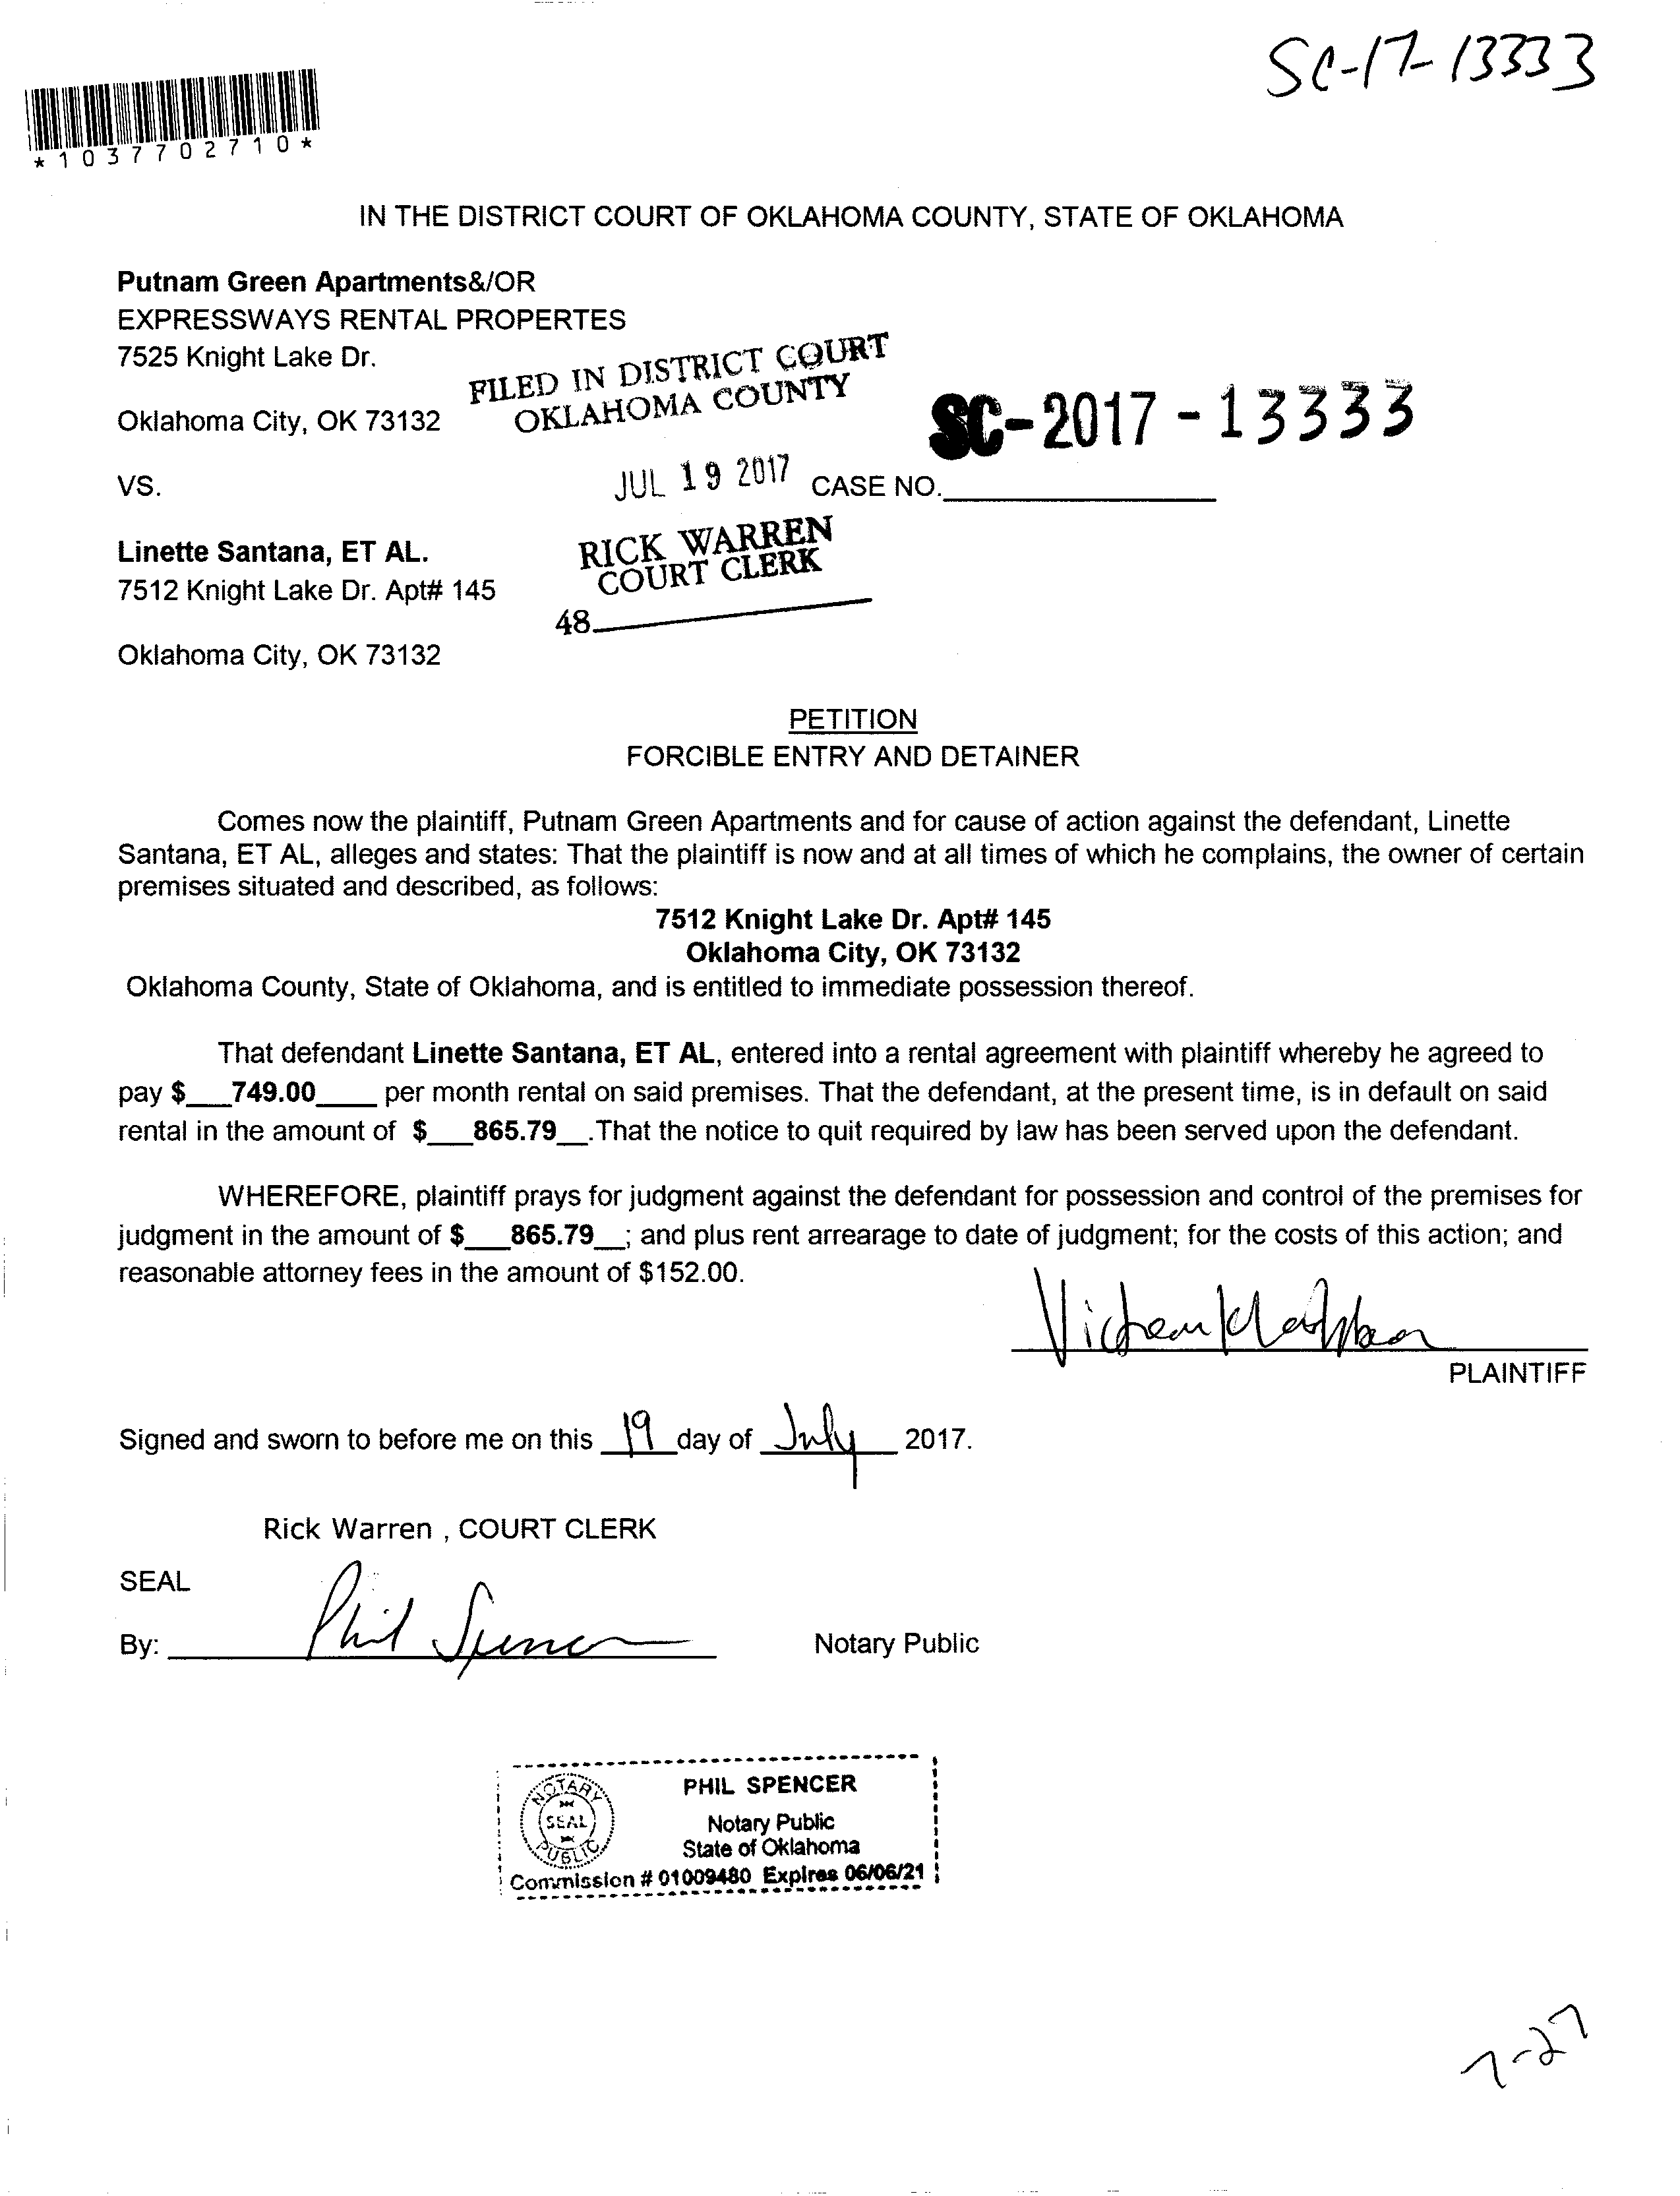 SC-17-13333
*1037702710*
IN THE DISTRICT COURT OF OKLAHOMA COUNTY, STATE OF OKLAHOMA
Putnam Green Apartments&/OR
EXPRESSWAYS RENTAL PROPERTES
7525 Knight Lake Dr.
Oklahoma City, OK 73132
FILED IN DISTRICT COURT
OKLAHOMA COUNTY
JUL 19 2017
RICK WARREN
COURT CLERK
48
SC-2017-13333
VS.
CASE NO.
Linette Santana, ET AL.
7512 Knight Lake Dr. Apt# 145
Oklahoma City, OK 73132
PETITION
FORCIBLE ENTRY AND DETAINER
Comes now the plaintiff, Putnam Green Apartments and for cause of action against the defendant, Linette
Santana, ET AL, alleges and states: That the plaintiff is now and at all times of which he complains, the owner of certain
premises situated and described, as follows:
7512 Knight Lake Dr. Apt# 145
Oklahoma City, OK 73132
Oklahoma County, State of Oklahoma, and is entitled to immediate possession thereof.
That defendant Linette Santana, ET AL, entered into a rental agreement with plaintiff whereby he agreed to
pay $___749.00____ per month rental on said premises. That the defendant, at the present time, is in default on said
rental in the amount of $___865.79__.That the notice to quit required by law has been served upon the defendant.
WHEREFORE, plaintiff prays for judgment against the defendant for possession and control of the premises for
judgment in the amount of $___865.79__; and plus rent arrearage to date of judgment; for the costs of this action; and
reasonable attorney fees in the amount of $152.00.
PLAINTIFF
Signed and sworn to before me on this 19 day of July 2017.
Rick Warren , COURT CLERK
SEAL
By: Phil Spencer Notary Public
NOTARY
SEAL
PUBLIC
PHIL SPENCER
Notary Public
State of Oklahoma
Commission # 01009480 Expires 06/06/21
7-27